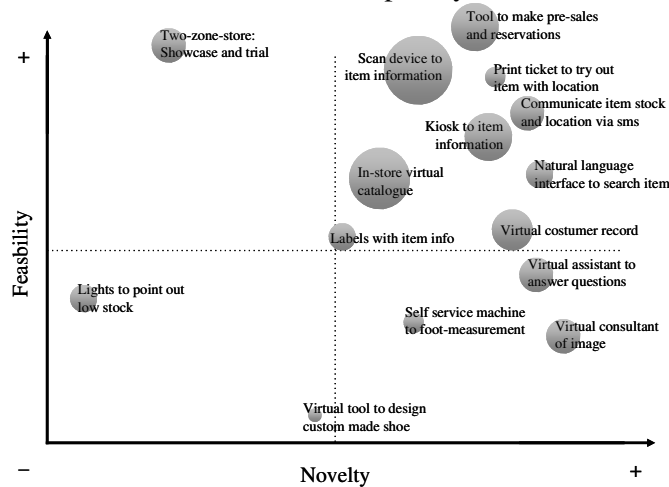 Tool to make pre-sales
and reservations
Two-zone-store:
Showcase and trial
+
Scan device to
item information
Print ticket to try out
item with location
Communicate item stock
and location via sms
Kiosk to item
information
In-store virtual
catalogue
Natural language
interface to search item
Labels with item info
Virtual costumer record
Feasbility
Virtual assistant to
answer questions
Lights to point out
low stock
Self service machine
to foot-measurement
Virtual consultant
of image
Virtual tool to design
custom made shoe
–
Novelty
+